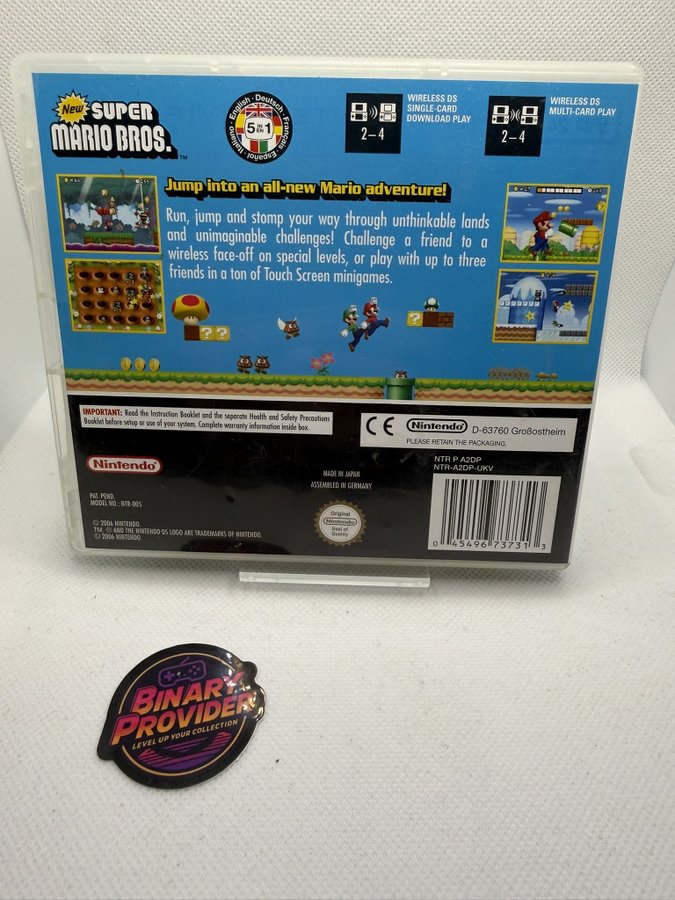 New
SUPER
MARIO BROS.™
English · Deutsch · Français · Español · Italiano
5 IN EN 1
WIRELESS DS
SINGLE-CARD
DOWNLOAD PLAY
2–4
WIRELESS DS
MULTI-CARD PLAY
2–4
Jump into an all-new Mario adventure!
Run, jump and stomp your way through unthinkable lands
and unimaginable challenges! Challenge a friend to a
wireless face-off on special levels, or play with up to three
friends in a ton of Touch Screen minigames.
IMPORTANT: Read the Instruction Booklet and the separate Health and Safety Precautions
Booklet before setup or use of your system. Complete warranty information inside box.
CE Nintendo D-63760 Großostheim
PLEASE RETAIN THE PACKAGING.
Nintendo®
MADE IN JAPAN
ASSEMBLED IN GERMANY
NTR P A2DP
NTR-A2DP-UKV
PAT. PEND.
MODEL NO.: NTR-005
© 2006 NINTENDO.
TM, ® AND THE NINTENDO DS LOGO ARE TRADEMARKS OF NINTENDO.
© 2006 NINTENDO.
Original
Nintendo
Seal of
Quality
0 45496 73731 3
BINARY
PROVIDER
LEVEL UP YOUR COLLECTION